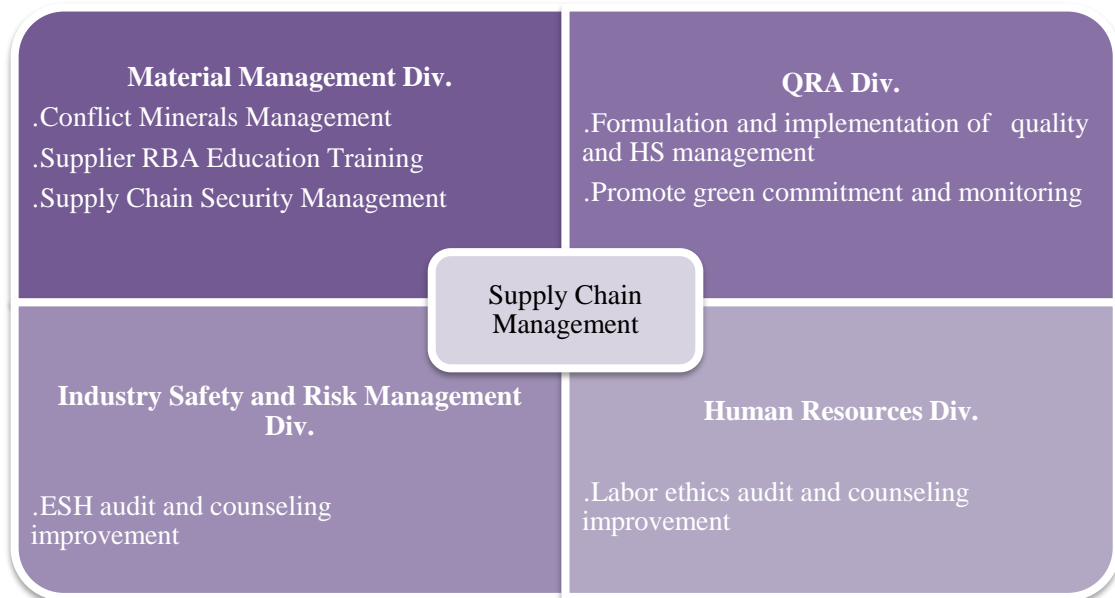 Material Management Div.
.Conflict Minerals Management
.Supplier RBA Education Training
.Supply Chain Security Management
QRA Div.
.Formulation and implementation of quality
and HS management
.Promote green commitment and monitoring
Supply Chain
Management
Industry Safety and Risk Management
Div.
.ESH audit and counseling
improvement
Human Resources Div.
.Labor ethics audit and counseling
improvement